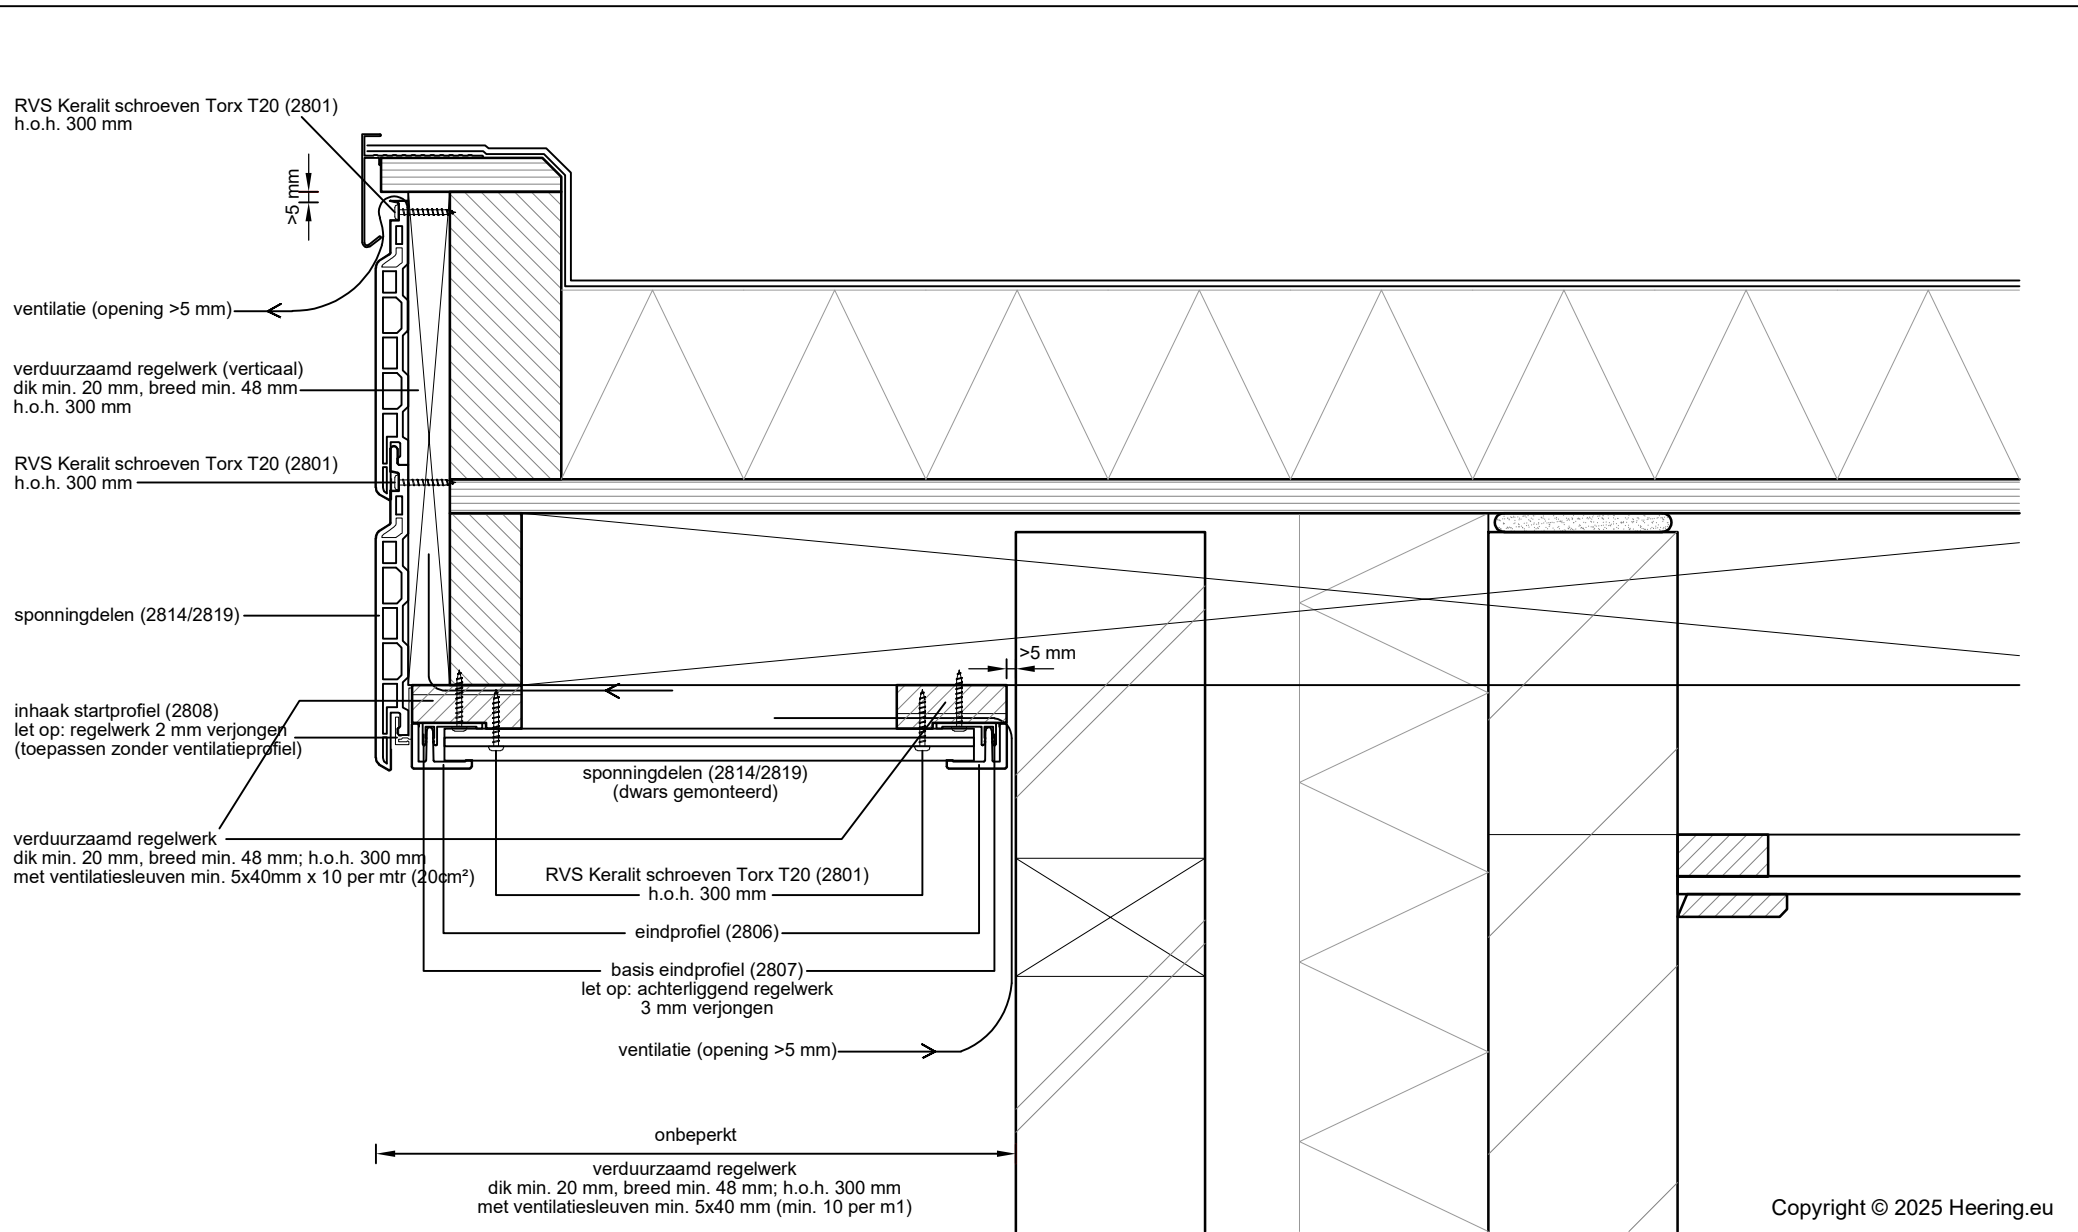 RVS Keralit schroeven Torx T20 (2801)
h.o.h. 300 mm
>5 mm
ventilatie (opening >5 mm)
verduurzaamd regelwerk (verticaal)
dik min. 20 mm, breed min. 48 mm
h.o.h. 300 mm
RVS Keralit schroeven Torx T20 (2801)
h.o.h. 300 mm
sponningdelen (2814/2819)
>5 mm
inhaak startprofiel (2808)
let op: regelwerk 2 mm verjongen
(toepassen zonder ventilatieprofiel)
sponningdelen (2814/2819)
(dwars gemonteerd)
verduurzaamd regelwerk
dik min. 20 mm, breed min. 48 mm; h.o.h. 300 mm
met ventilatiesleuven min. 5x40mm x 10 per mtr (20cm²)
RVS Keralit schroeven Torx T20 (2801)
h.o.h. 300 mm
eindprofiel (2806)
basis eindprofiel (2807)
let op: achterliggend regelwerk
3 mm verjongen
ventilatie (opening >5 mm)
onbeperkt
verduurzaamd regelwerk
dik min. 20 mm, breed min. 48 mm; h.o.h. 300 mm
met ventilatiesleuven min. 5x40 mm (min. 10 per m1)
Copyright © 2025 Heering.eu